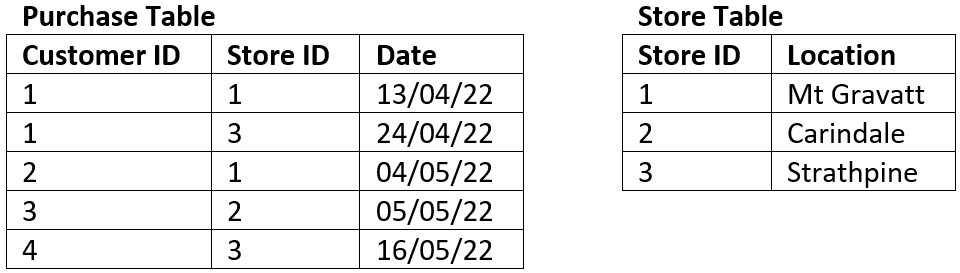 Purchase Table
Customer ID Store ID Date
1 1 13/04/22
1 3 24/04/22
2 1 04/05/22
3 2 05/05/22
4 3 16/05/22
Store Table
Store ID Location
1 Mt Gravatt
2 Carindale
3 Strathpine